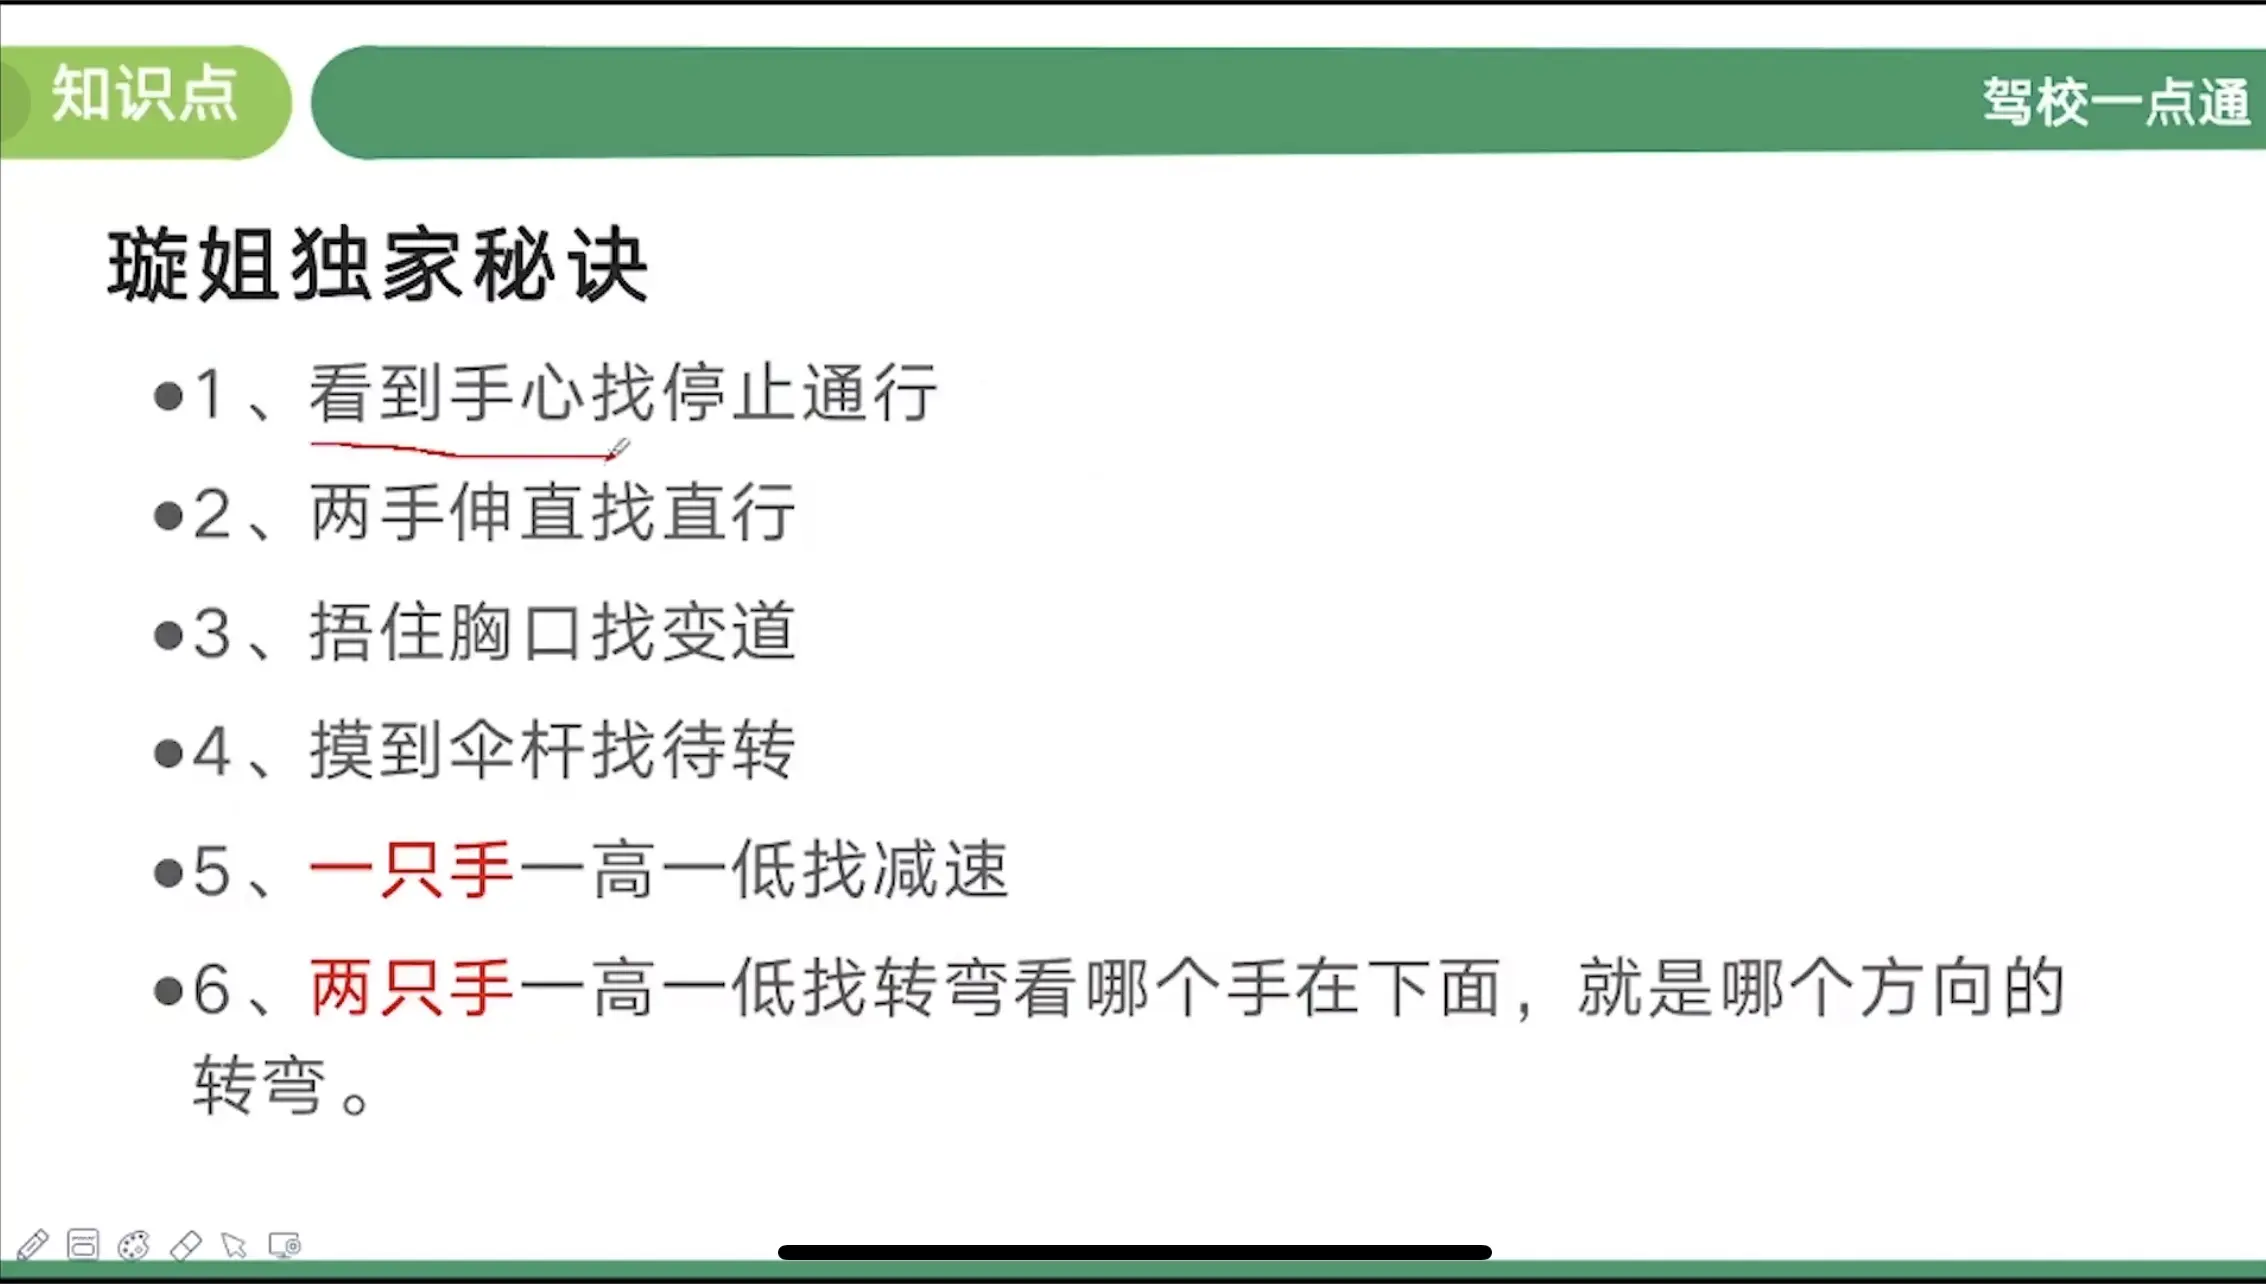 知识点
驾校一点通
璇姐独家秘诀
●1、看到手心找停止通行
●2、两手伸直找直行
●3、捂住胸口找变道
●4、摸到伞杆找待转
●5、一只手一高一低找减速
●6、两只手一高一低找转弯看哪个手在下面，就是哪个方向的
转弯。